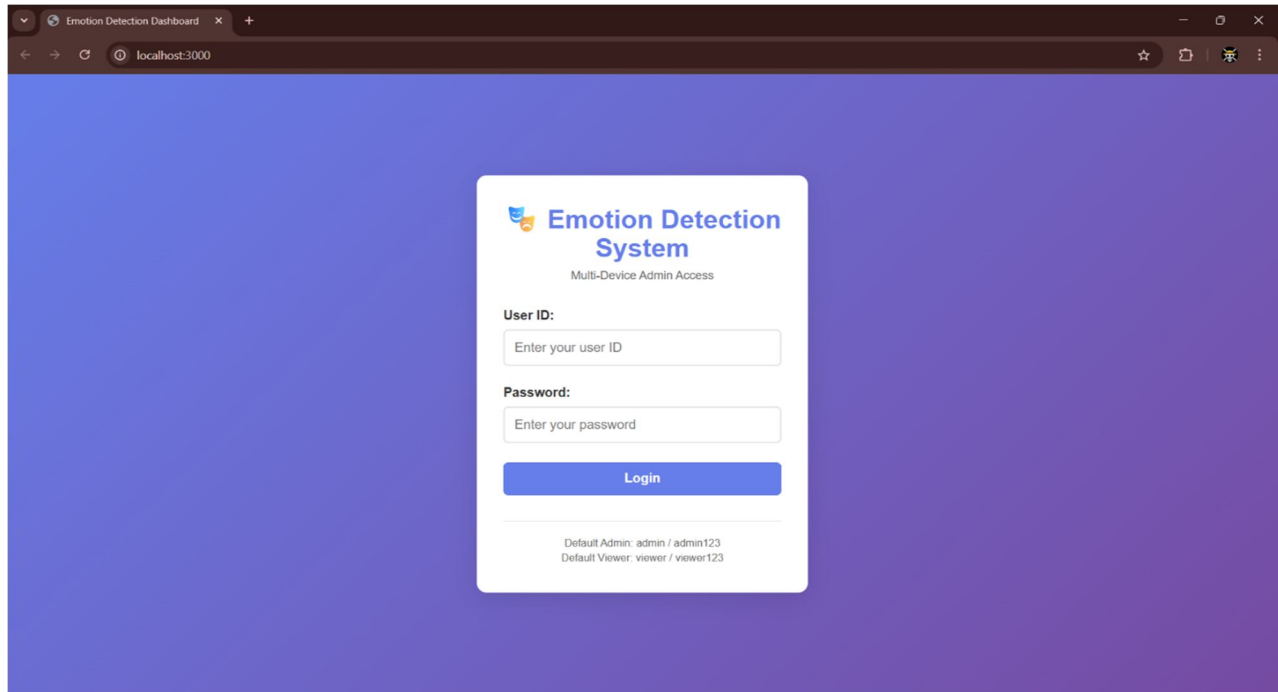 Emotion Detection Dashboard
localhost:3000
Emotion Detection
System
Multi-Device Admin Access
User ID:
Enter your user ID
Password:
Enter your password
Login
Default Admin: admin / admin123
Default Viewer: viewer / viewer123